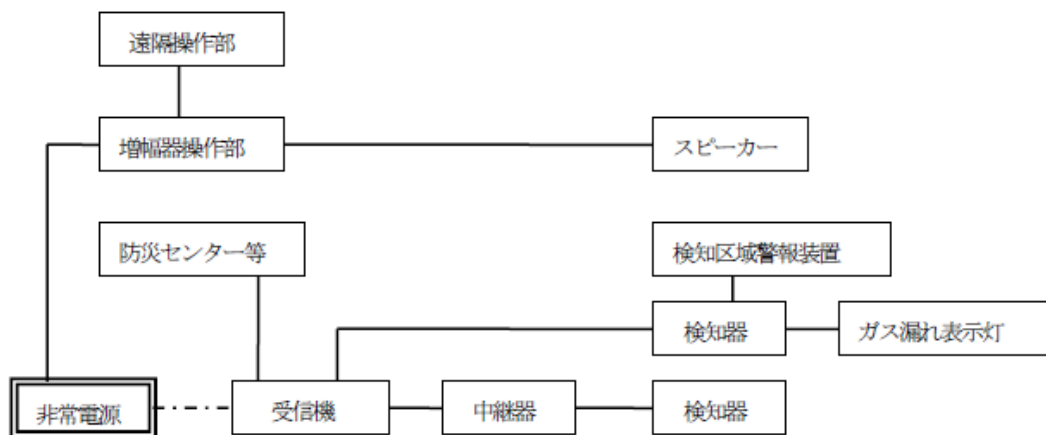 遠隔操作部
増幅器操作部
スピーカー
防災センター等
検知区域警報装置
検知器
ガス漏れ表示灯
非常電源
受信機
中継器
検知器